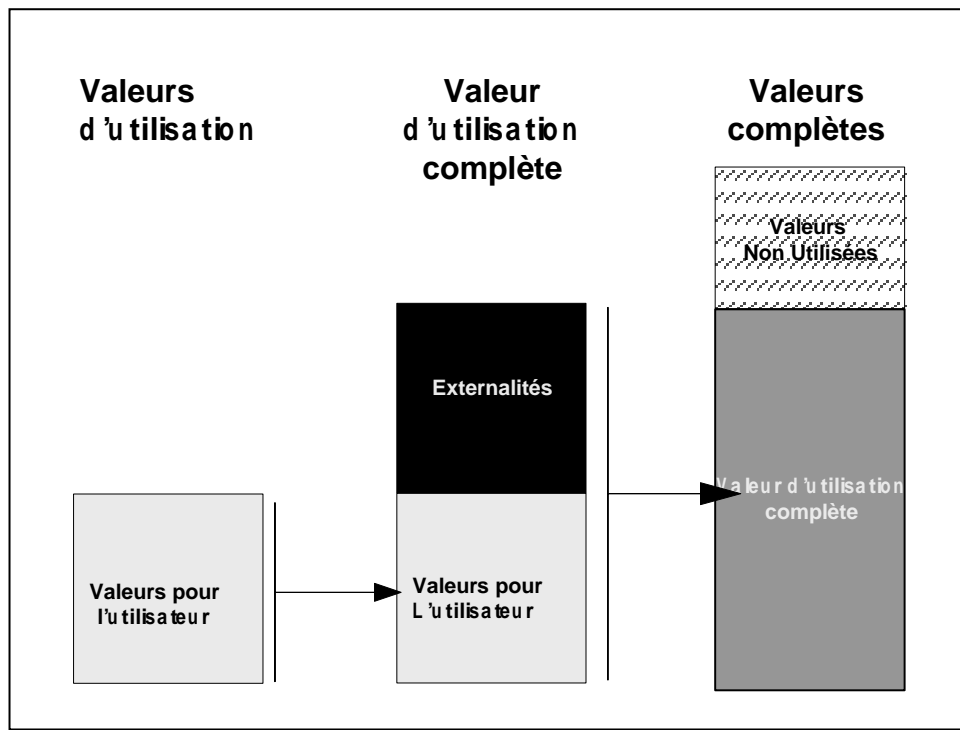 Valeurs
d'utilisation
Valeur
d'utilisation
complète
Valeurs
complètes
Valeurs
Non Utilisées
Externalités
Valeur d'utilisation
complète
Valeurs pour
l'utilisateur
Valeurs pour
L'utilisateur